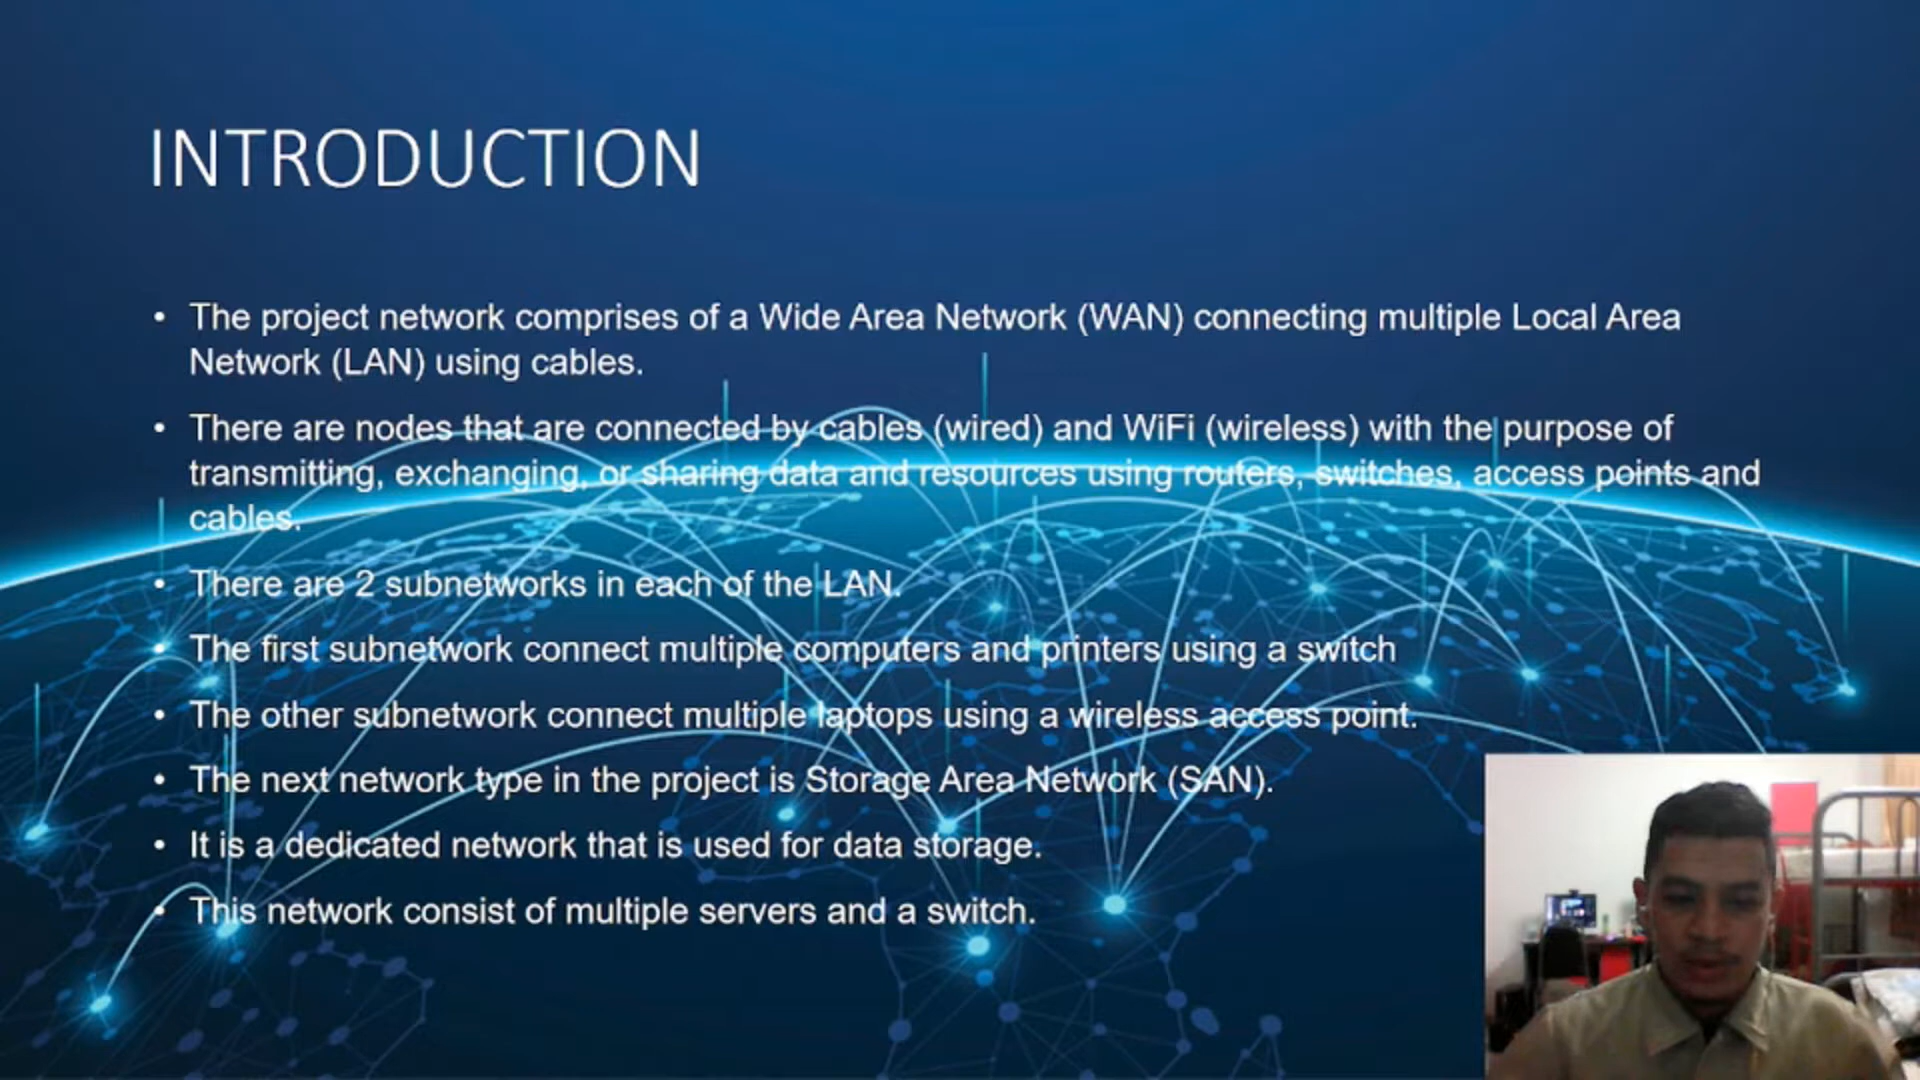 INTRODUCTION
• The project network comprises of a Wide Area Network (WAN) connecting multiple Local Area
Network (LAN) using cables.
• There are nodes that are connected by cables (wired) and WiFi (wireless) with the purpose of
transmitting, exchanging, or sharing data and resources using routers, switches, access points and
cables.
• There are 2 subnetworks in each of the LAN.
• The first subnetwork connect multiple computers and printers using a switch
• The other subnetwork connect multiple laptops using a wireless access point.
• The next network type in the project is Storage Area Network (SAN).
• It is a dedicated network that is used for data storage.
• This network consist of multiple servers and a switch.